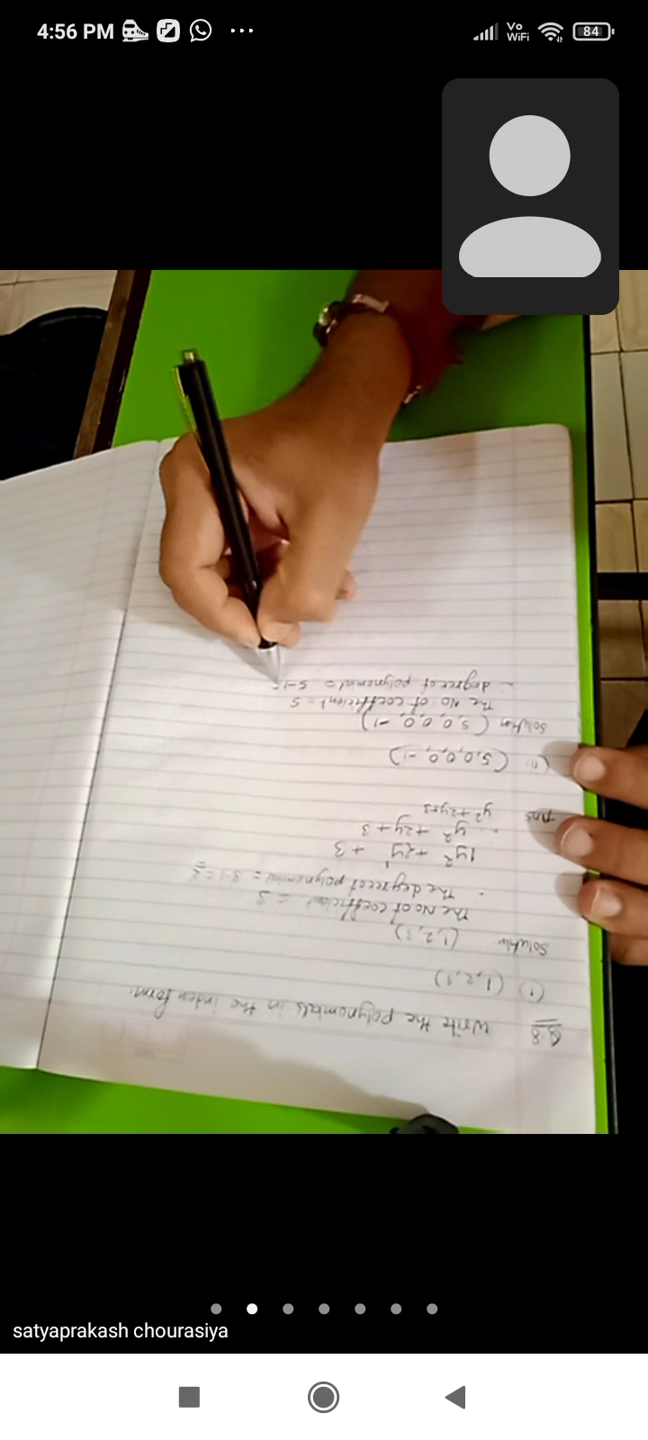 4:56 PM
Vo
WiFi
84
Q.8 Write the polynomials in the index form.
(i) (1,2,3)
Solution (1,2,3)
The No of coefficient = 3
∴ The degree of polynomial = 3-1=2
1y² + 2y¹ + 3
∴ y² + 2y + 3
Ans y²+2y+3
(ii) (5,0,0,0,-1)
Solution (5,0,0,0,-1)
The No. of coefficient = 5
∴ degree of polynomial = 5-1=
satyaprakash chourasiya